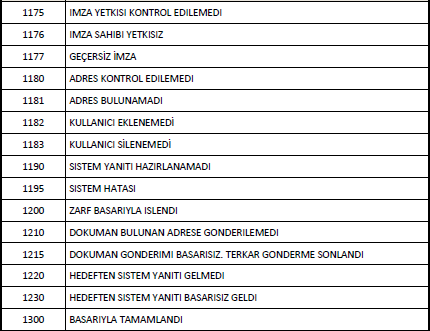 1175 IMZA YETKISI KONTROL EDILEMEDI
1176 IMZA SAHIBI YETKISIZ
1177 GEÇERSİZ İMZA
1180 ADRES KONTROL EDILEMEDI
1181 ADRES BULUNAMADI
1182 KULLANICI EKLENEMEDİ
1183 KULLANICI SİLENEMEDİ
1190 SISTEM YANITI HAZIRLANAMADI
1195 SISTEM HATASI
1200 ZARF BASARIYLA ISLENDI
1210 DOKUMAN BULUNAN ADRESE GONDERILEMEDI
1215 DOKUMAN GONDERIMI BASARISIZ. TERKAR GONDERME SONLANDI
1220 HEDEFTEN SISTEM YANITI GELMEDI
1230 HEDEFTEN SISTEM YANITI BASARISIZ GELDI
1300 BASARIYLA TAMAMLANDI